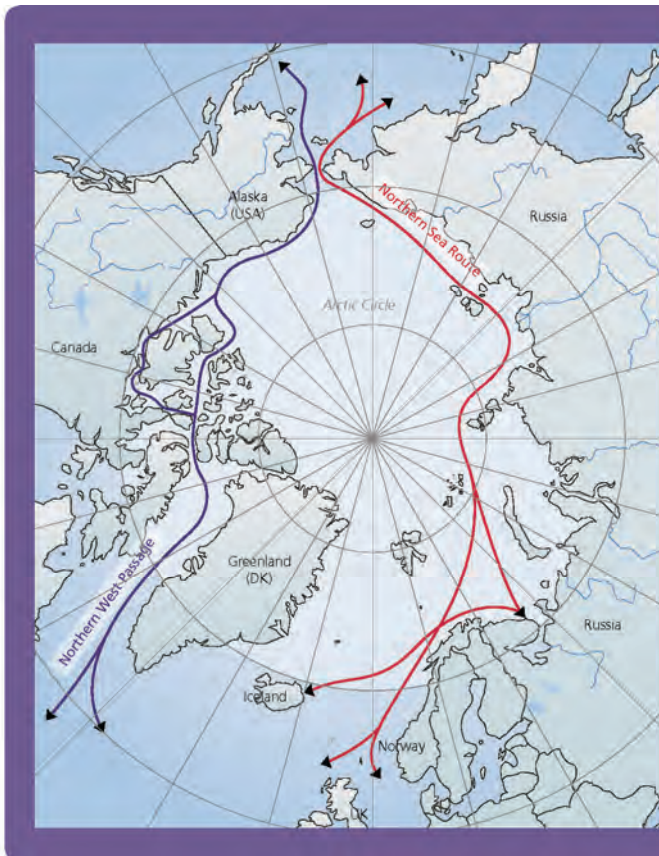 Alaska
(USA)
Northern Sea Route
Russia
Arctic Circle
Canada
Greenland
(DK)
Northern West Passage
Russia
Iceland
Norway
UK